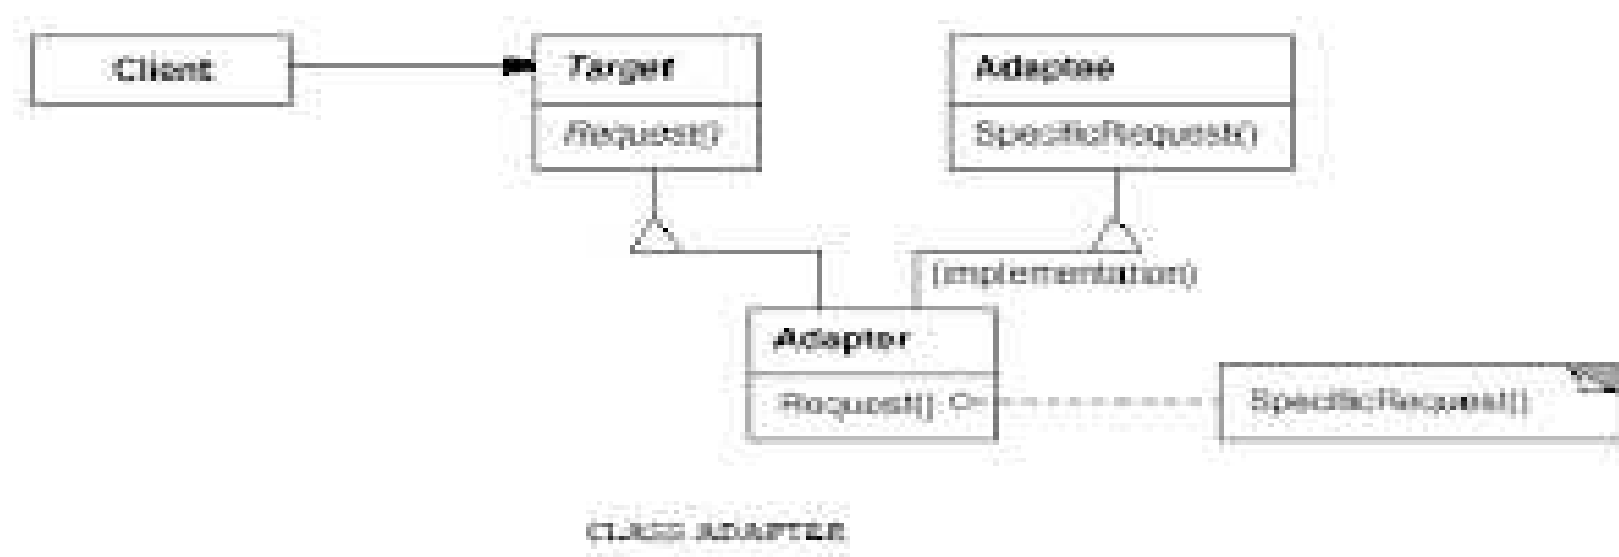 Client
Target
Request()
Adaptee
SpecificRequest()
(implementation)
Adapter
Request()
SpecificRequest()
CLASS ADAPTER